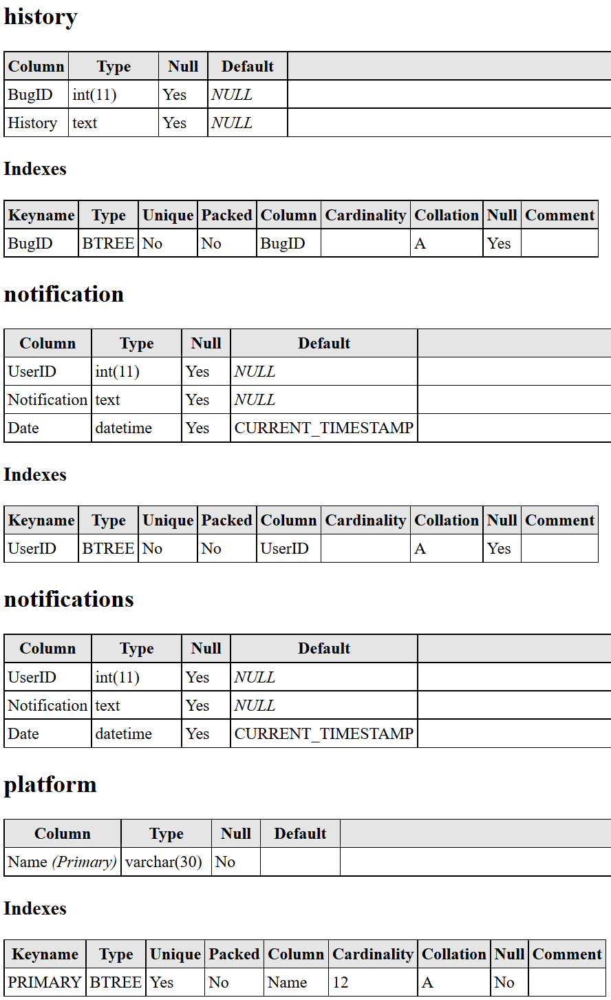 history
Column Type Null Default
BugID int(11) Yes NULL
History text Yes NULL
Indexes
Keyname Type Unique Packed Column Cardinality Collation Null Comment
BugID BTREE No No BugID A Yes
notification
Column Type Null Default
UserID int(11) Yes NULL
Notification text Yes NULL
Date datetime Yes CURRENT_TIMESTAMP
Indexes
Keyname Type Unique Packed Column Cardinality Collation Null Comment
UserID BTREE No No UserID A Yes
notifications
Column Type Null Default
UserID int(11) Yes NULL
Notification text Yes NULL
Date datetime Yes CURRENT_TIMESTAMP
platform
Column Type Null Default
Name (Primary) varchar(30) No
Indexes
Keyname Type Unique Packed Column Cardinality Collation Null Comment
PRIMARY BTREE Yes No Name 12 A No